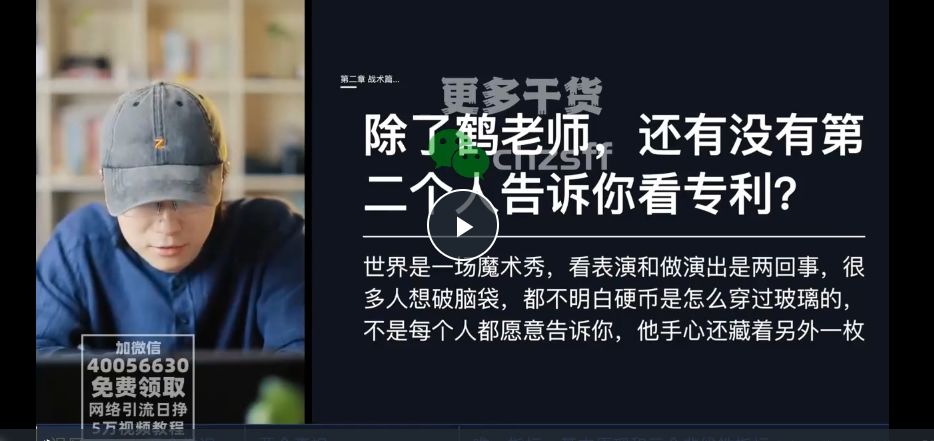 第二章 战术篇...
更多干货
除了鹤老师，还有没有第
cnzsff
二个人告诉你看专利？
世界是一场魔术秀，看表演和做演出是两回事，很
多人想破脑袋，都不明白硬币是怎么穿过玻璃的，
不是每个人都愿意告诉你，他手心还藏着另外一枚
Z
加微信
40056630
免费领取
网络引流日挣
5万视频教程